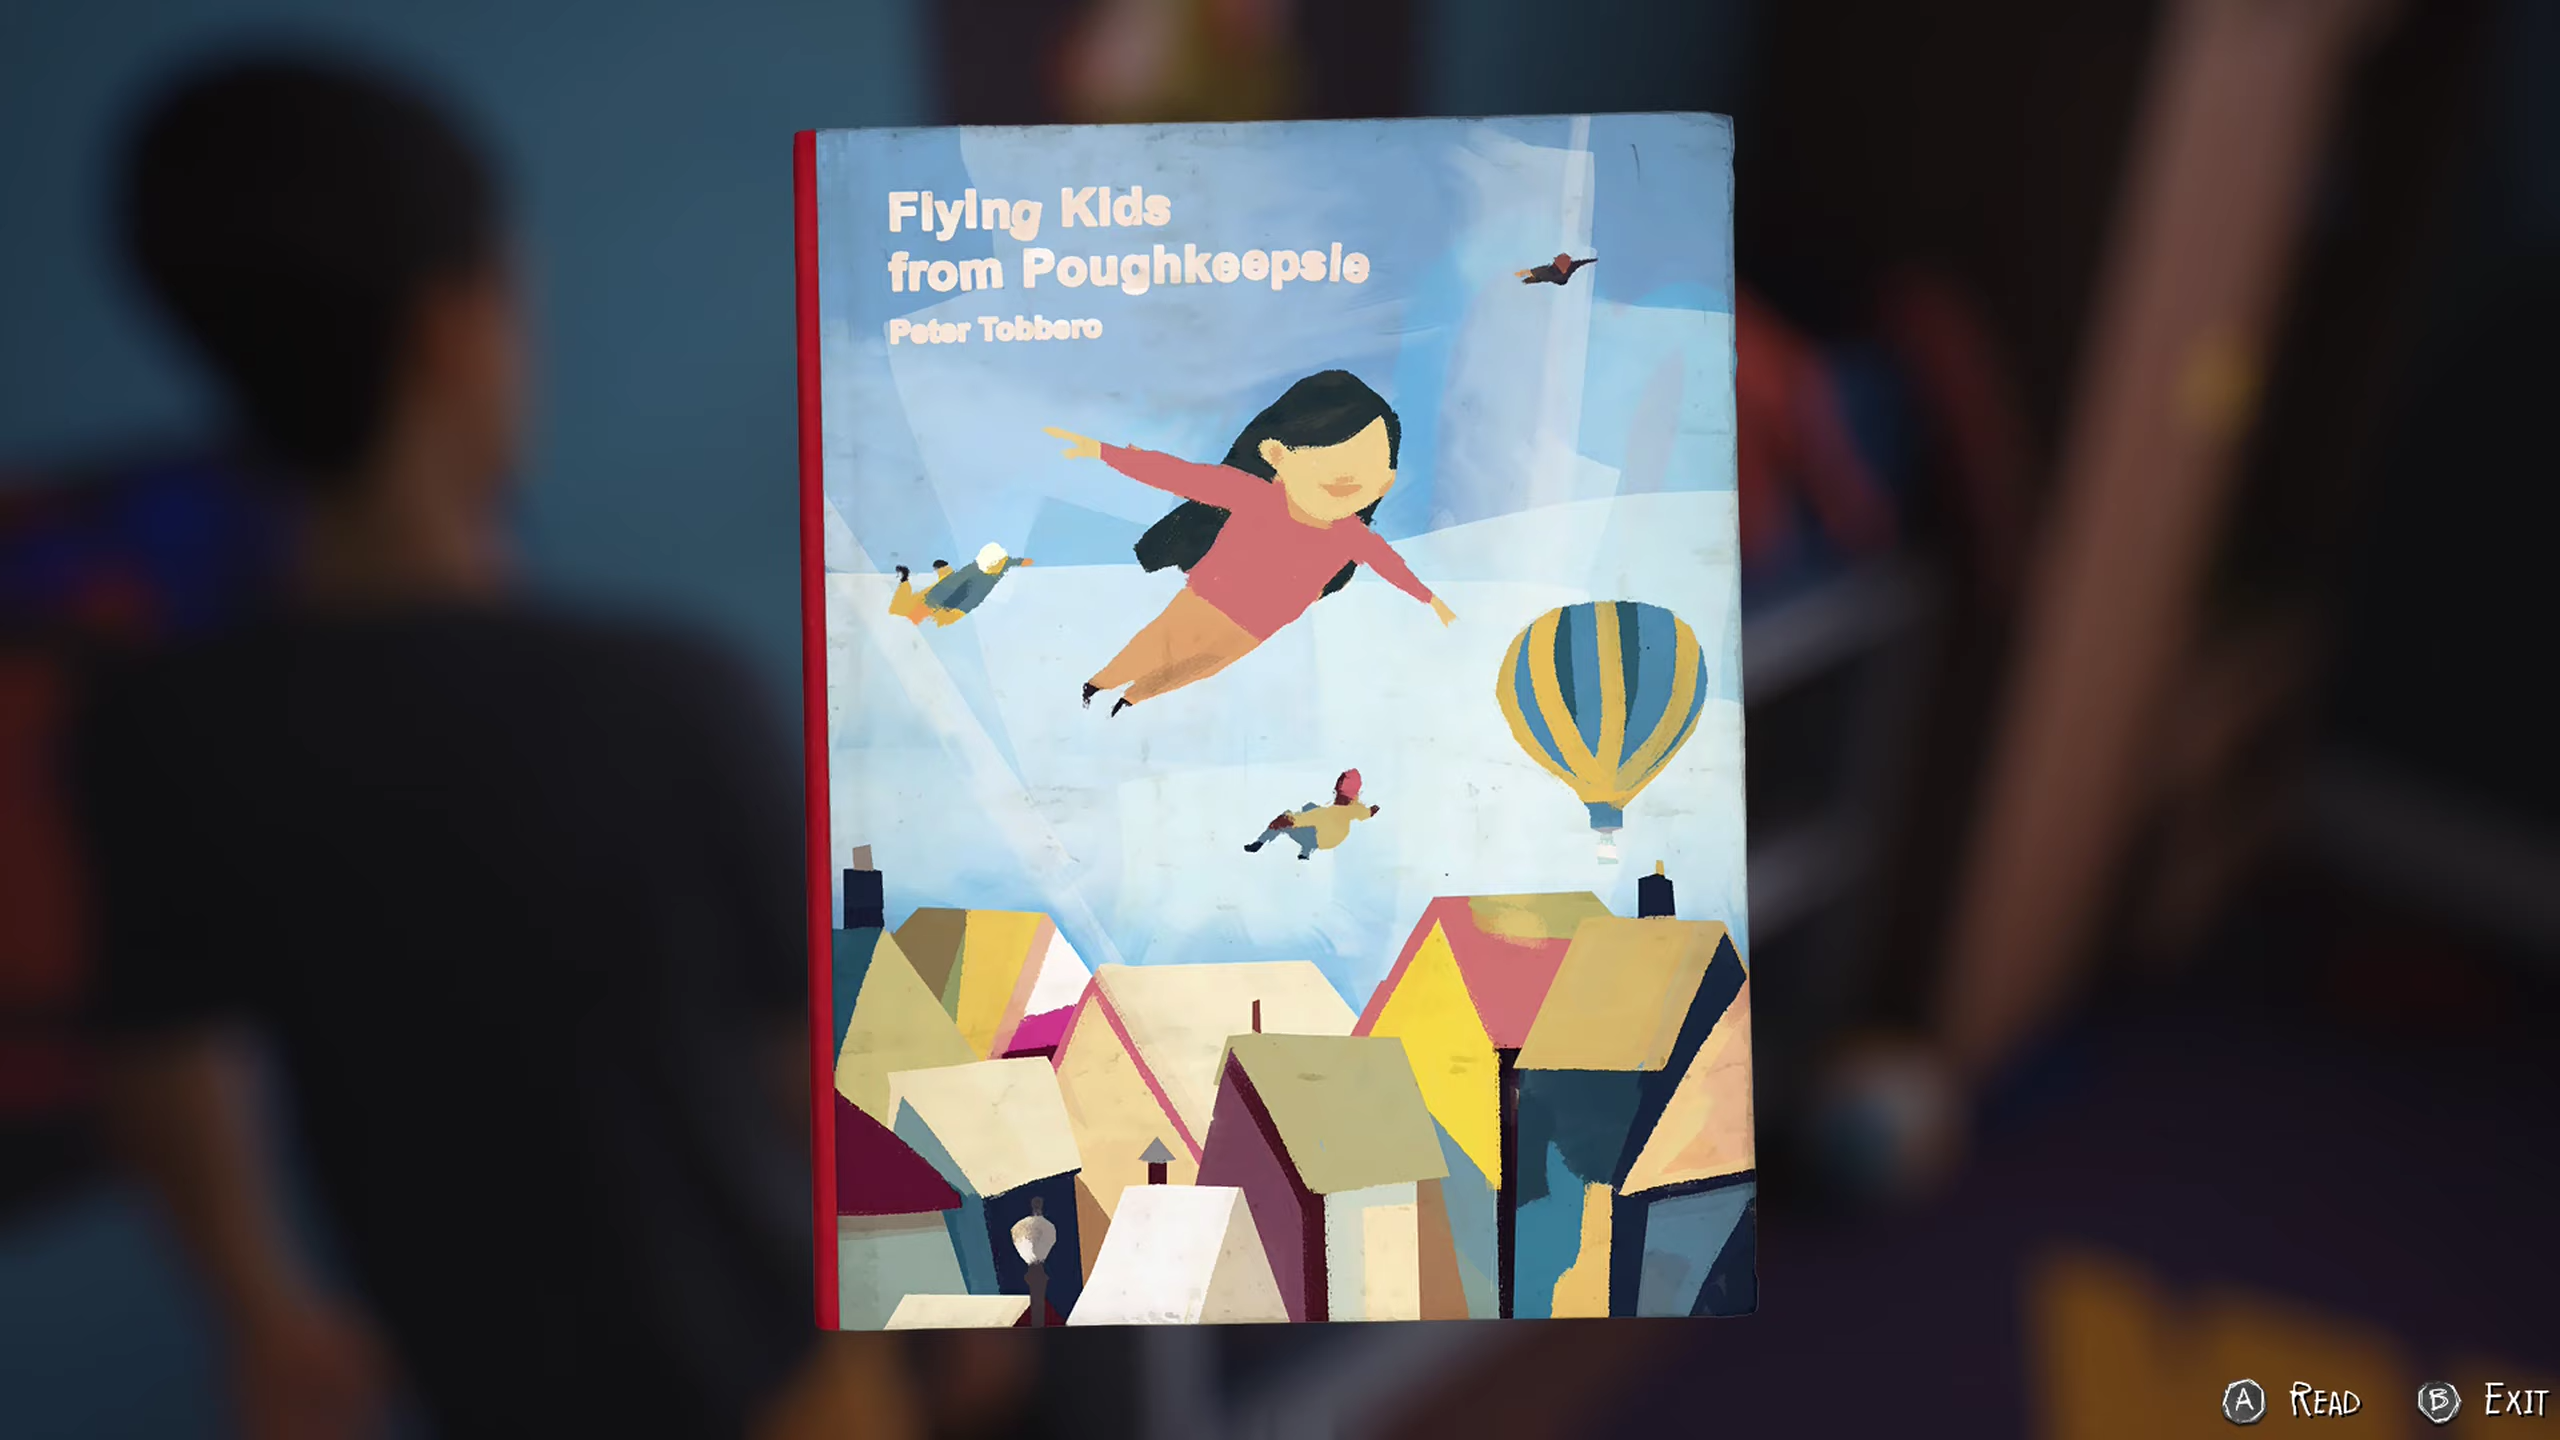 Flying Kids
from Poughkeepsie
Peter Tobbero
A READ B EXIT